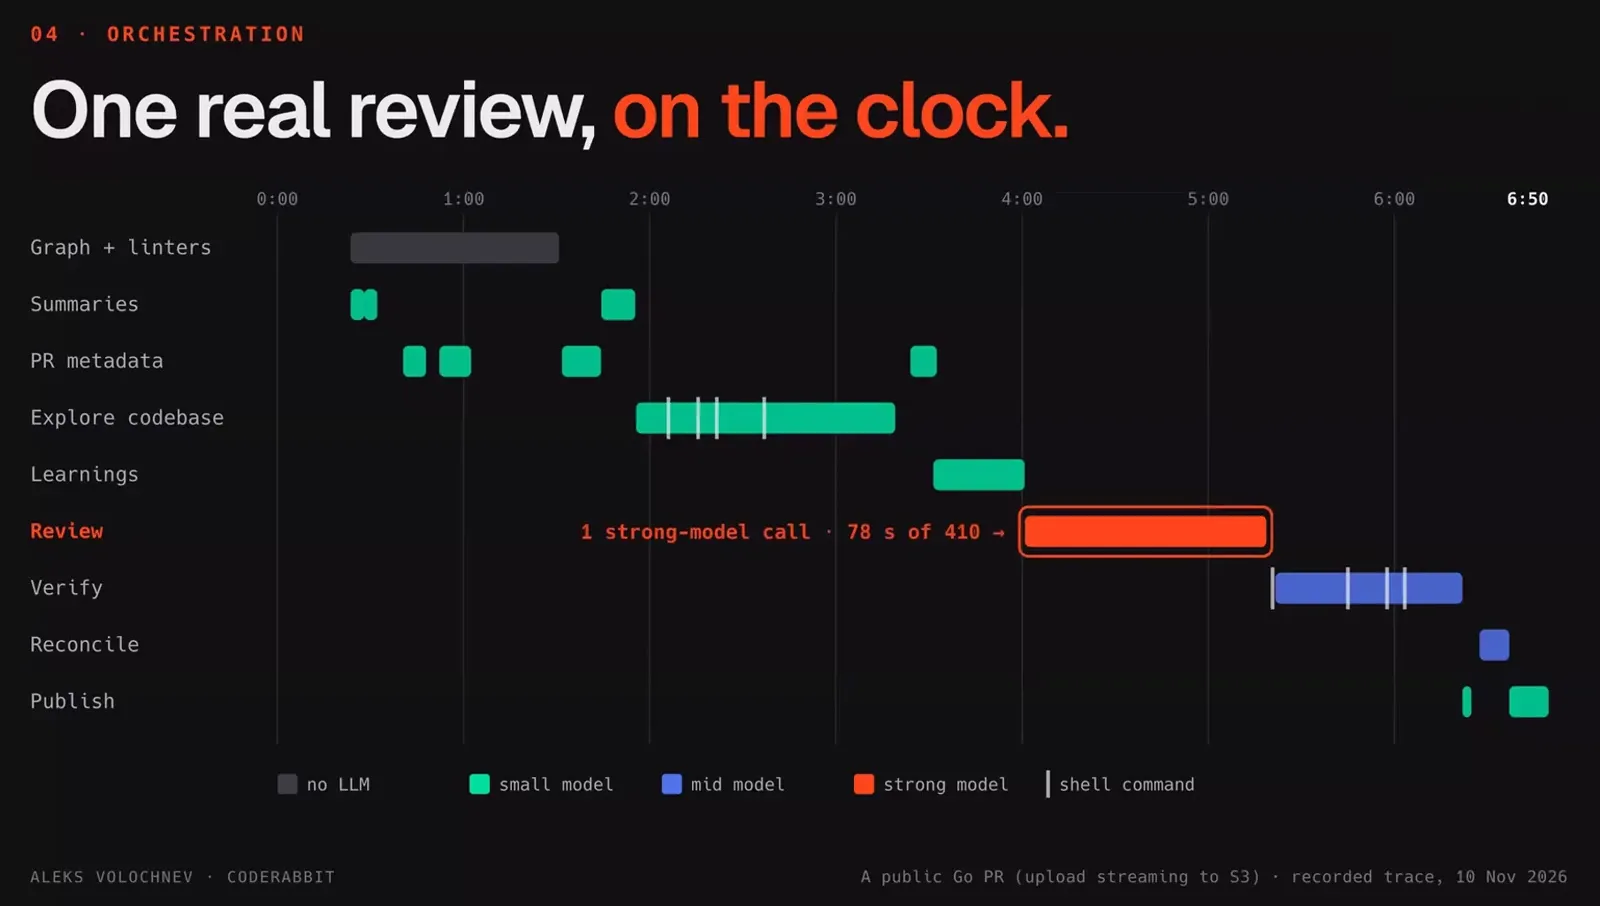 04 · ORCHESTRATION
One real review, on the clock.
0:00 1:00 2:00 3:00 4:00 5:00 6:00 6:50
Graph + linters
Summaries
PR metadata
Explore codebase
Learnings
Review 1 strong-model call · 78 s of 410 →
Verify
Reconcile
Publish
no LLM small model mid model strong model shell command
ALEKS VOLOCHNEV · CODERABBIT A public Go PR (upload streaming to S3) · recorded trace, 10 Nov 2026